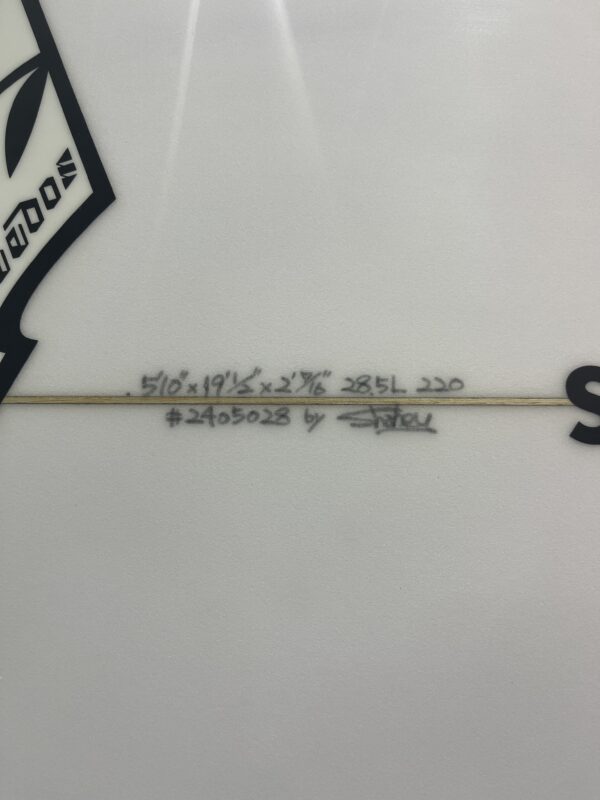 5'10" x 19'1/2" x 2'7/16" 28.5L 220
#2405028 by
S